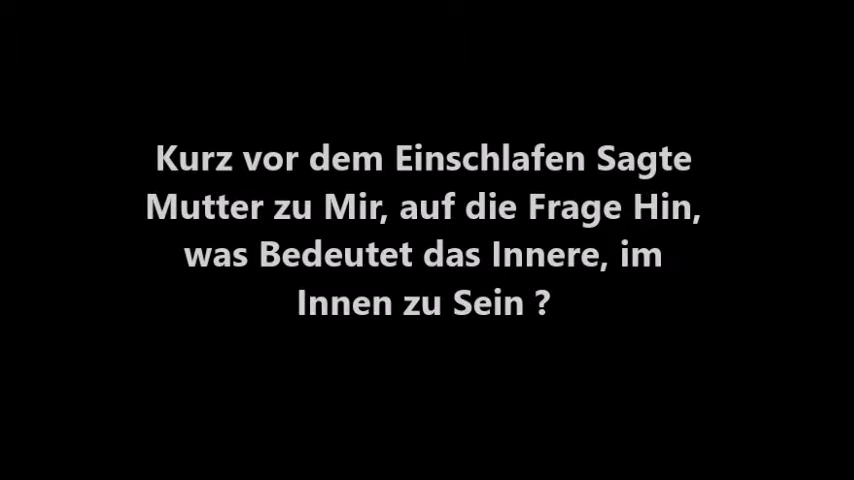 Kurz vor dem Einschlafen Sagte
Mutter zu Mir, auf die Frage Hin,
was Bedeutet das Innere, im
Innen zu Sein ?